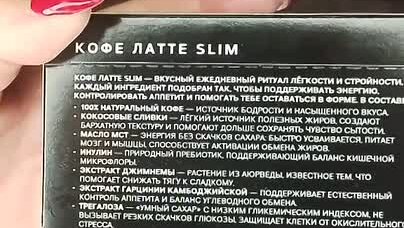 КОФЕ ЛАТТЕ SLIM
КОФЕ ЛАТТЕ SLIM — ВКУСНЫЙ ЕЖЕДНЕВНЫЙ РИТУАЛ ЛЁГКОСТИ И СТРОЙНОСТИ.
КАЖДЫЙ ИНГРЕДИЕНТ ПОДОБРАН ТАК, ЧТОБЫ ПОДДЕРЖИВАТЬ ЭНЕРГИЮ,
КОНТРОЛИРОВАТЬ АППЕТИТ И ПОМОГАТЬ ТЕБЕ ОСТАВАТЬСЯ В ФОРМЕ. В СОСТАВЕ
• 100% НАТУРАЛЬНЫЙ КОФЕ — ИСТОЧНИК БОДРОСТИ И НАСЫЩЕННОГО ВКУСА.
• КОКОСОВЫЕ СЛИВКИ — ЛЁГКИЙ ИСТОЧНИК ПОЛЕЗНЫХ ЖИРОВ, СОЗДАЮТ
БАРХАТНУЮ ТЕКСТУРУ И ПОМОГАЮТ ДОЛЬШЕ СОХРАНЯТЬ ЧУВСТВО СЫТОСТИ.
• МАСЛО МСТ — ЭНЕРГИЯ БЕЗ СКАЧКОВ САХАРА: БЫСТРО УСВАИВАЕТСЯ, ПИТАЕТ
МОЗГ И МЫШЦЫ, СПОСОБСТВУЕТ АКТИВАЦИИ ОБМЕНА ЖИРОВ.
• ИНУЛИН — ПРИРОДНЫЙ ПРЕБИОТИК, ПОДДЕРЖИВАЮЩИЙ БАЛАНС КИШЕЧНОЙ
МИКРОФЛОРЫ.
• ЭКСТРАКТ ДЖИМНЕМЫ — РАСТЕНИЕ ИЗ АЮРВЕДЫ, ИЗВЕСТНОЕ ТЕМ, ЧТО
ПОМОГАЕТ СНИЖАТЬ ТЯГУ К СЛАДКОМУ.
• ЭКСТРАКТ ГАРЦИНИИ КАМБОДЖИЙСКОЙ — ПОДДЕРЖИВАЕТ ЕСТЕСТВЕННЫЙ
КОНТРОЛЬ АППЕТИТА И БАЛАНС УГЛЕВОДНОГО ОБМЕНА.
• ТРЕГАЛОЗА — «УМНЫЙ САХАР» С НИЗКИМ ГЛИКЕМИЧЕСКИМ ИНДЕКСОМ, НЕ
ВЫЗЫВАЕТ РЕЗКИХ СКАЧКОВ ГЛЮКОЗЫ, ЗАЩИЩАЕТ КЛЕТКИ ОТ ОКИСЛИТЕЛЬНОГО
СТРЕССА